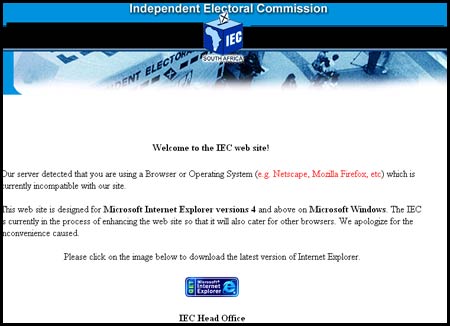 Independent Electoral Commission
IEC
SOUTH AFRICA
NDENT ELECTORAL
Welcome to the IEC web site!
Our server detected that you are using a Browser or Operating System (e.g. Netscape, Mozilla Firefox, etc) which is
currently incompatible with our site.
This web site is designed for Microsoft Internet Explorer versions 4 and above on Microsoft Windows. The IEC
s currently in the process of enhancing the web site so that it will also cater for other browsers. We apologize for the
nconvenience caused.
Please click on the image below to download the latest version of Internet Explorer.
GET Microsoft Internet Explorer
IEC Head Office